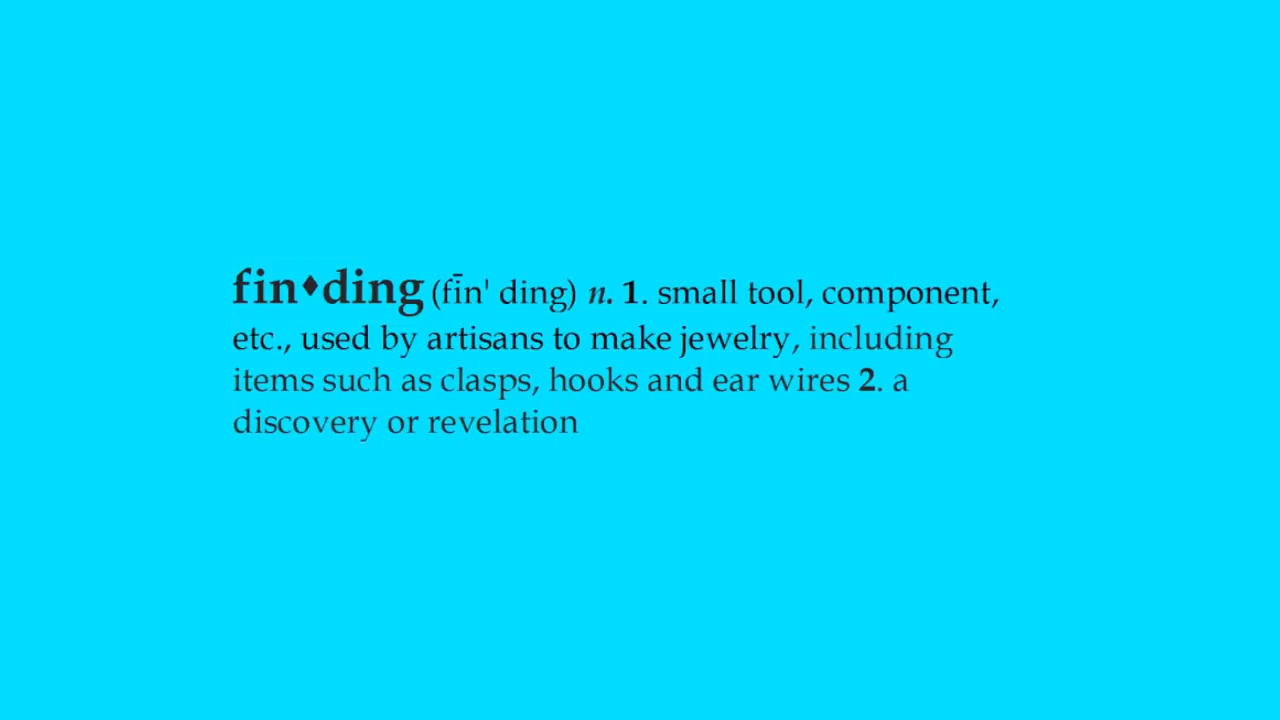 fin♦ding (fīn' ding) n. 1. small tool, component,
etc., used by artisans to make jewelry, including
items such as clasps, hooks and ear wires 2. a
discovery or revelation